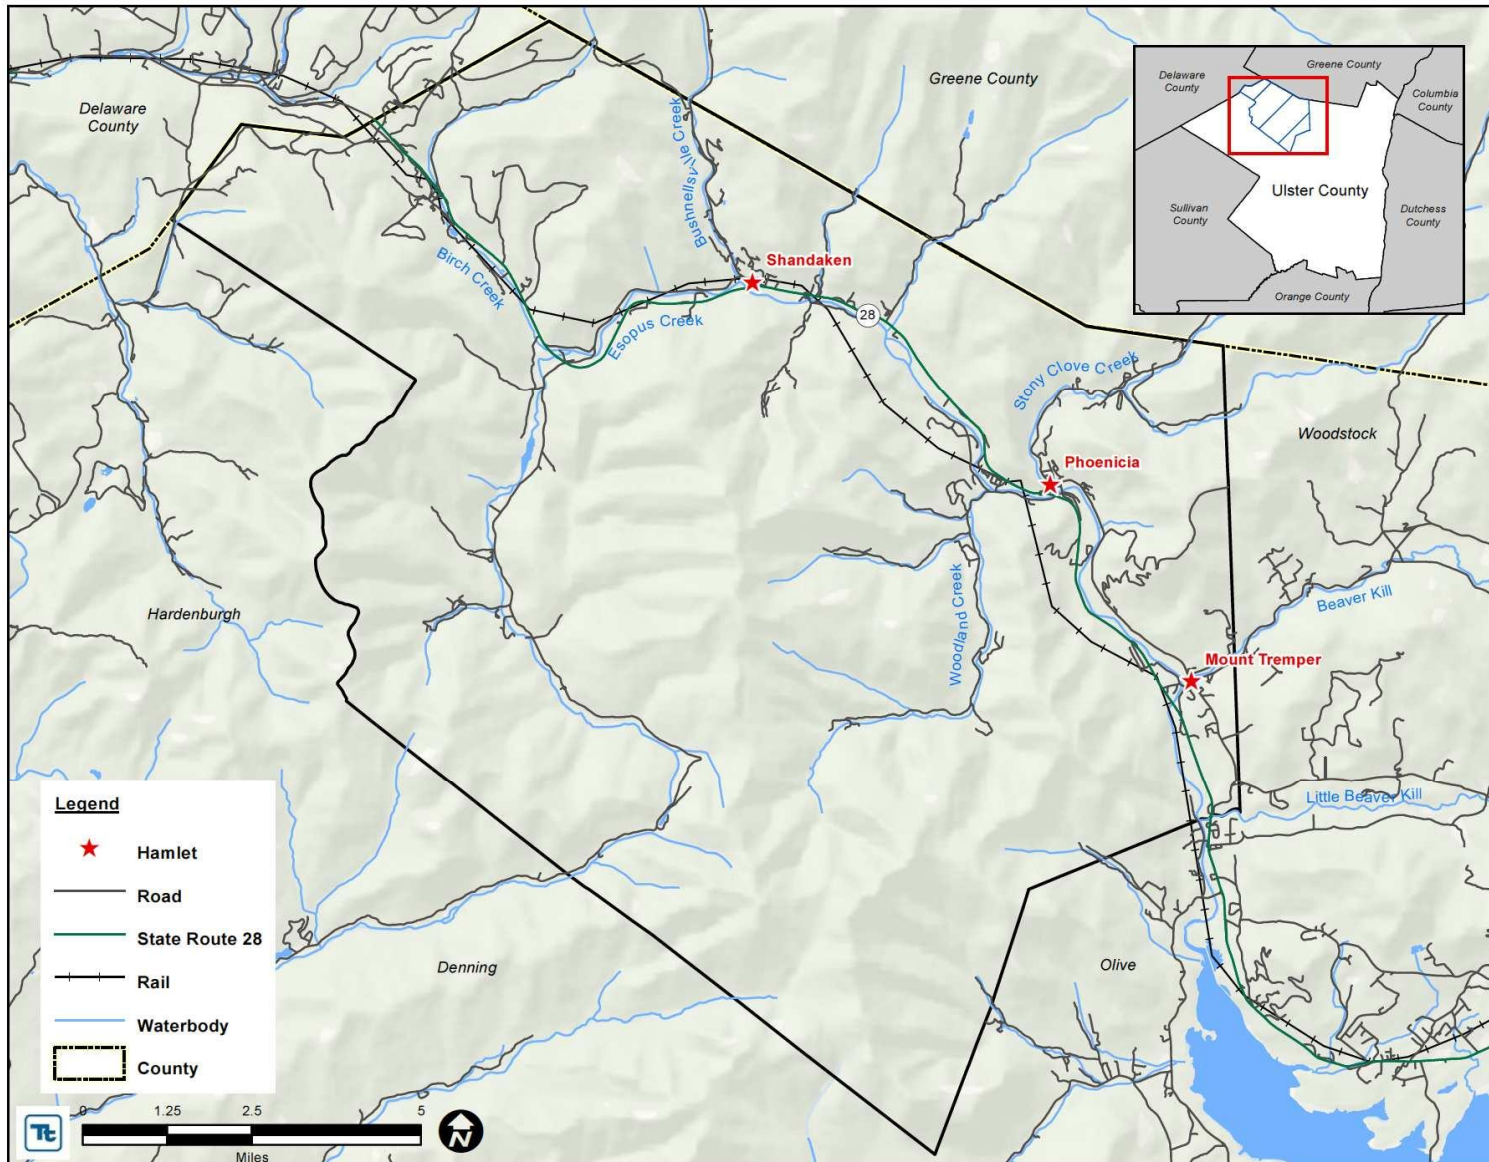 Greene County
Delaware
County
Bushnellsville Creek
Birch Creek
Shandaken
Esopus Creek
28
Stony Clove Creek
Woodstock
Phoenicia
Hardenburgh
Woodland Creek
Beaver Kill
Mount Tremper
Little Beaver Kill
Denning
Olive
Delaware
County
Greene County
Columbia
County
Ulster County
Sullivan
County
Dutchess
County
Orange County
Legend
Hamlet
Road
State Route 28
Rail
Waterbody
County
Tt
0 1.25 2.5 5
Miles
N